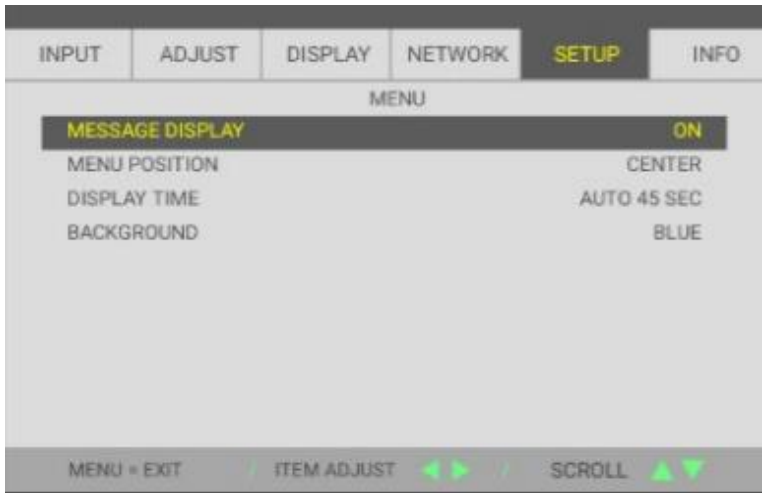 INPUT ADJUST DISPLAY NETWORK SETUP INFO
MENU
MESSAGE DISPLAY ON
MENU POSITION CENTER
DISPLAY TIME AUTO 45 SEC
BACKGROUND BLUE
MENU = EXIT / ITEM ADJUST ◀ ▶ / SCROLL ▲ ▼